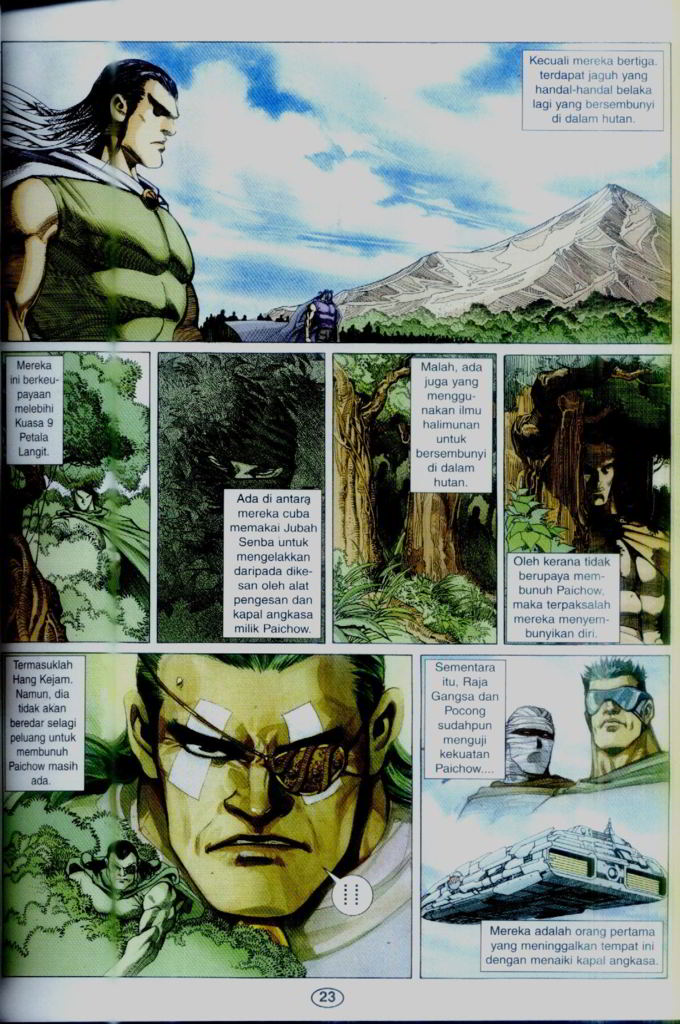 Kecuali mereka bertiga.
terdapat jaguh yang
handal-handal belaka
lagi yang bersembunyi
di dalam hutan.
Mereka
ini berkeu-
payaan
melebihi
Kuasa 9
Petala
Langit.
Ada di antara
mereka cuba
memakai Jubah
Senba untuk
mengelakkan
daripada dike-
san oleh alat
pengesan dan
kapal angkasa
milik Paichow.
Malah, ada
juga yang
menggu-
nakan ilmu
halimunan
untuk
bersembunyi
di dalam
hutan.
Oleh kerana tidak
berupaya mem-
bunuh Paichow,
maka terpaksalah
mereka menyem-
bunyikan diri.
Termasuklah
Hang Kejam.
Namun, dia
tidak akan
beredar selagi
peluang untuk
membunuh
Paichow masih
ada.
Sementara
itu, Raja
Gangsa dan
Pocong
sudahpun
menguji
kekuatan
Paichow....
Mereka adalah orang pertama
yang meninggalkan tempat ini
dengan menaiki kapal angkasa.
23